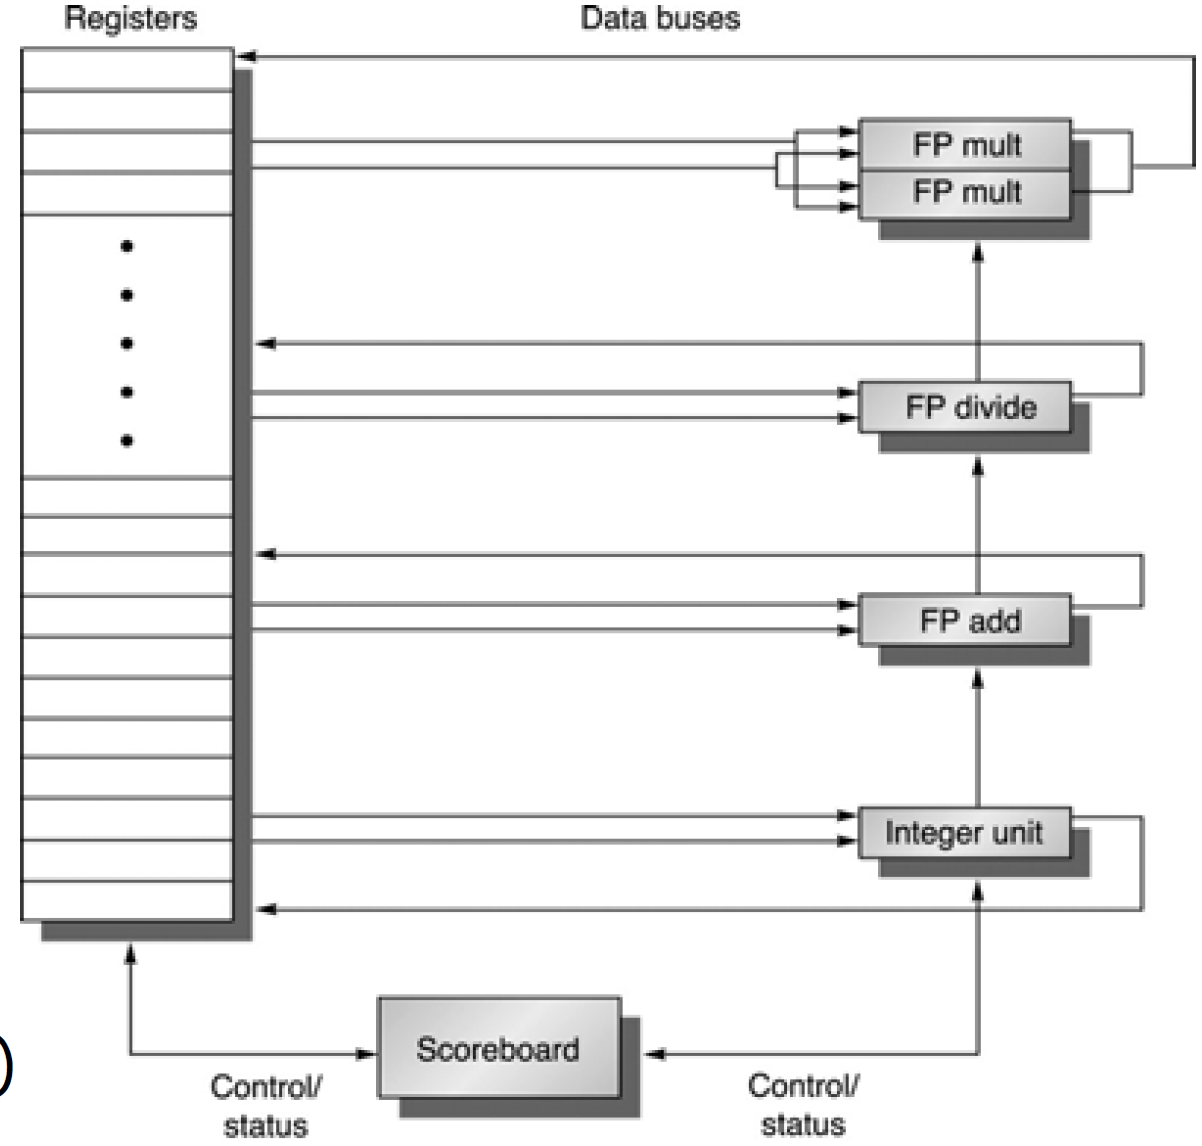 Registers
Data buses
FP mult
FP mult
FP divide
FP add
Integer unit
Scoreboard
Control/
status
Control/
status
)